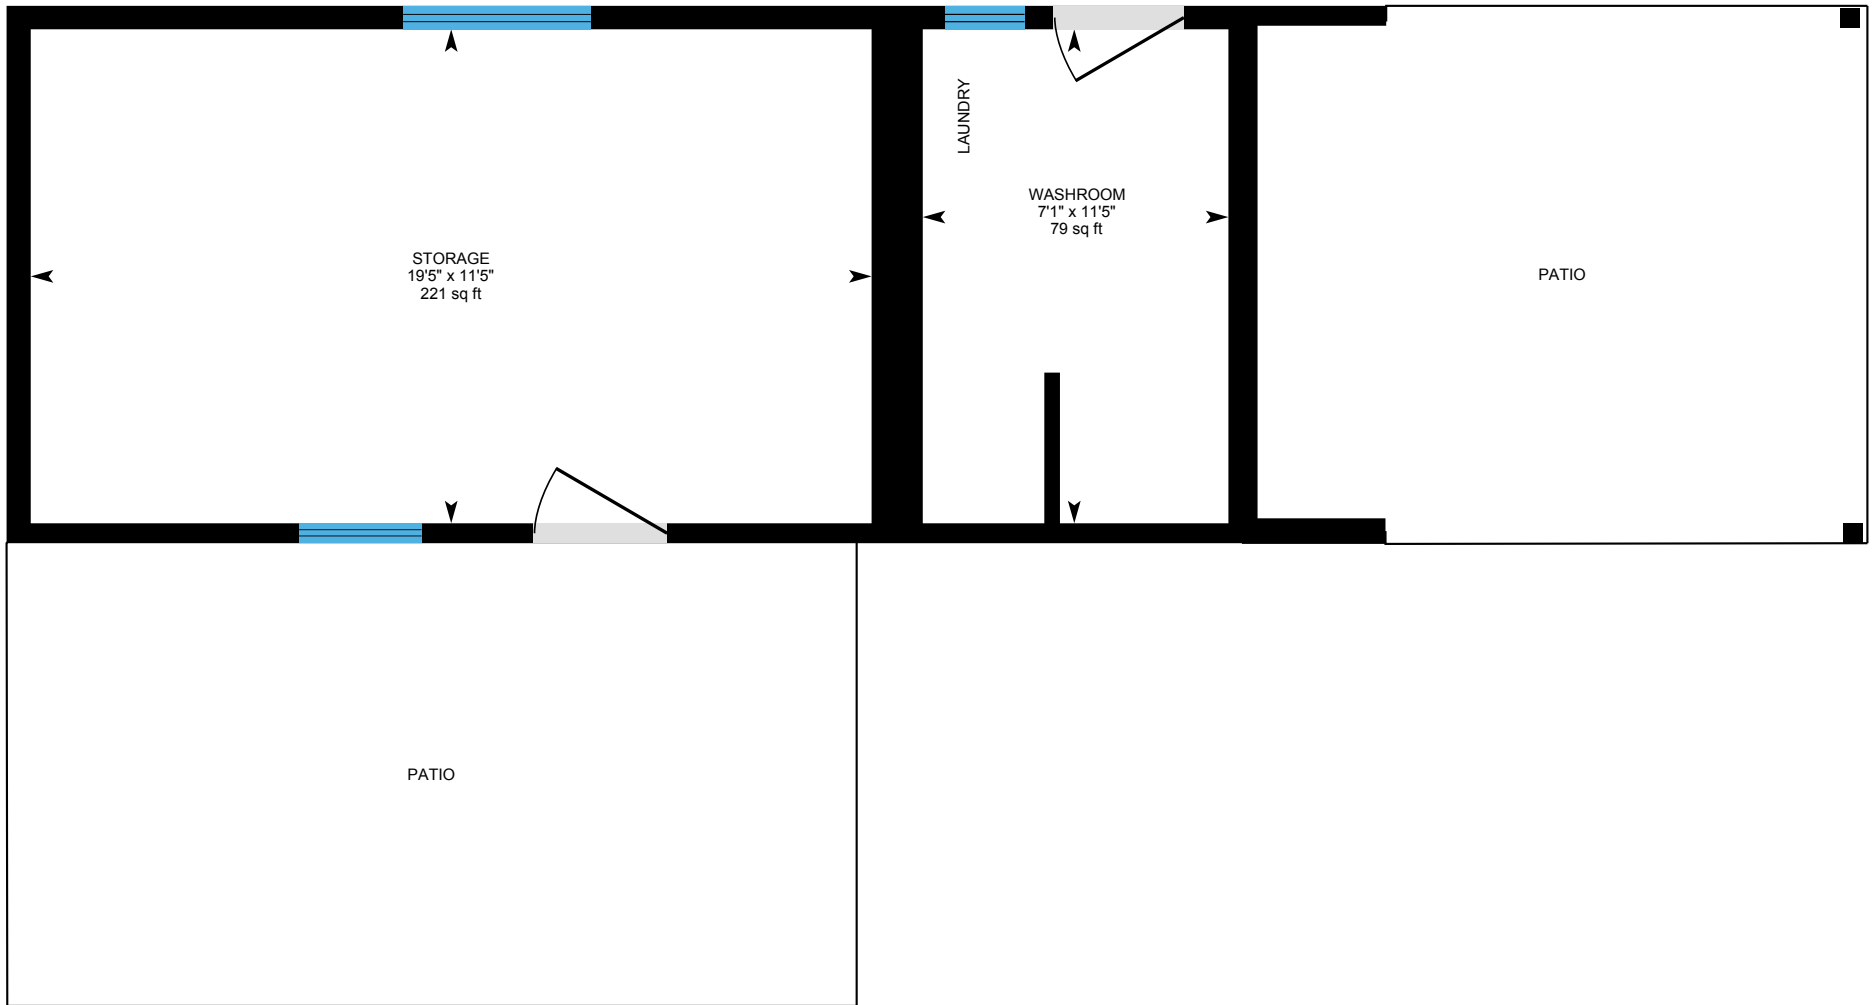 LAUNDRY
WASHROOM
7'1" x 11'5"
79 sq ft
STORAGE
19'5" x 11'5"
221 sq ft
PATIO
PATIO